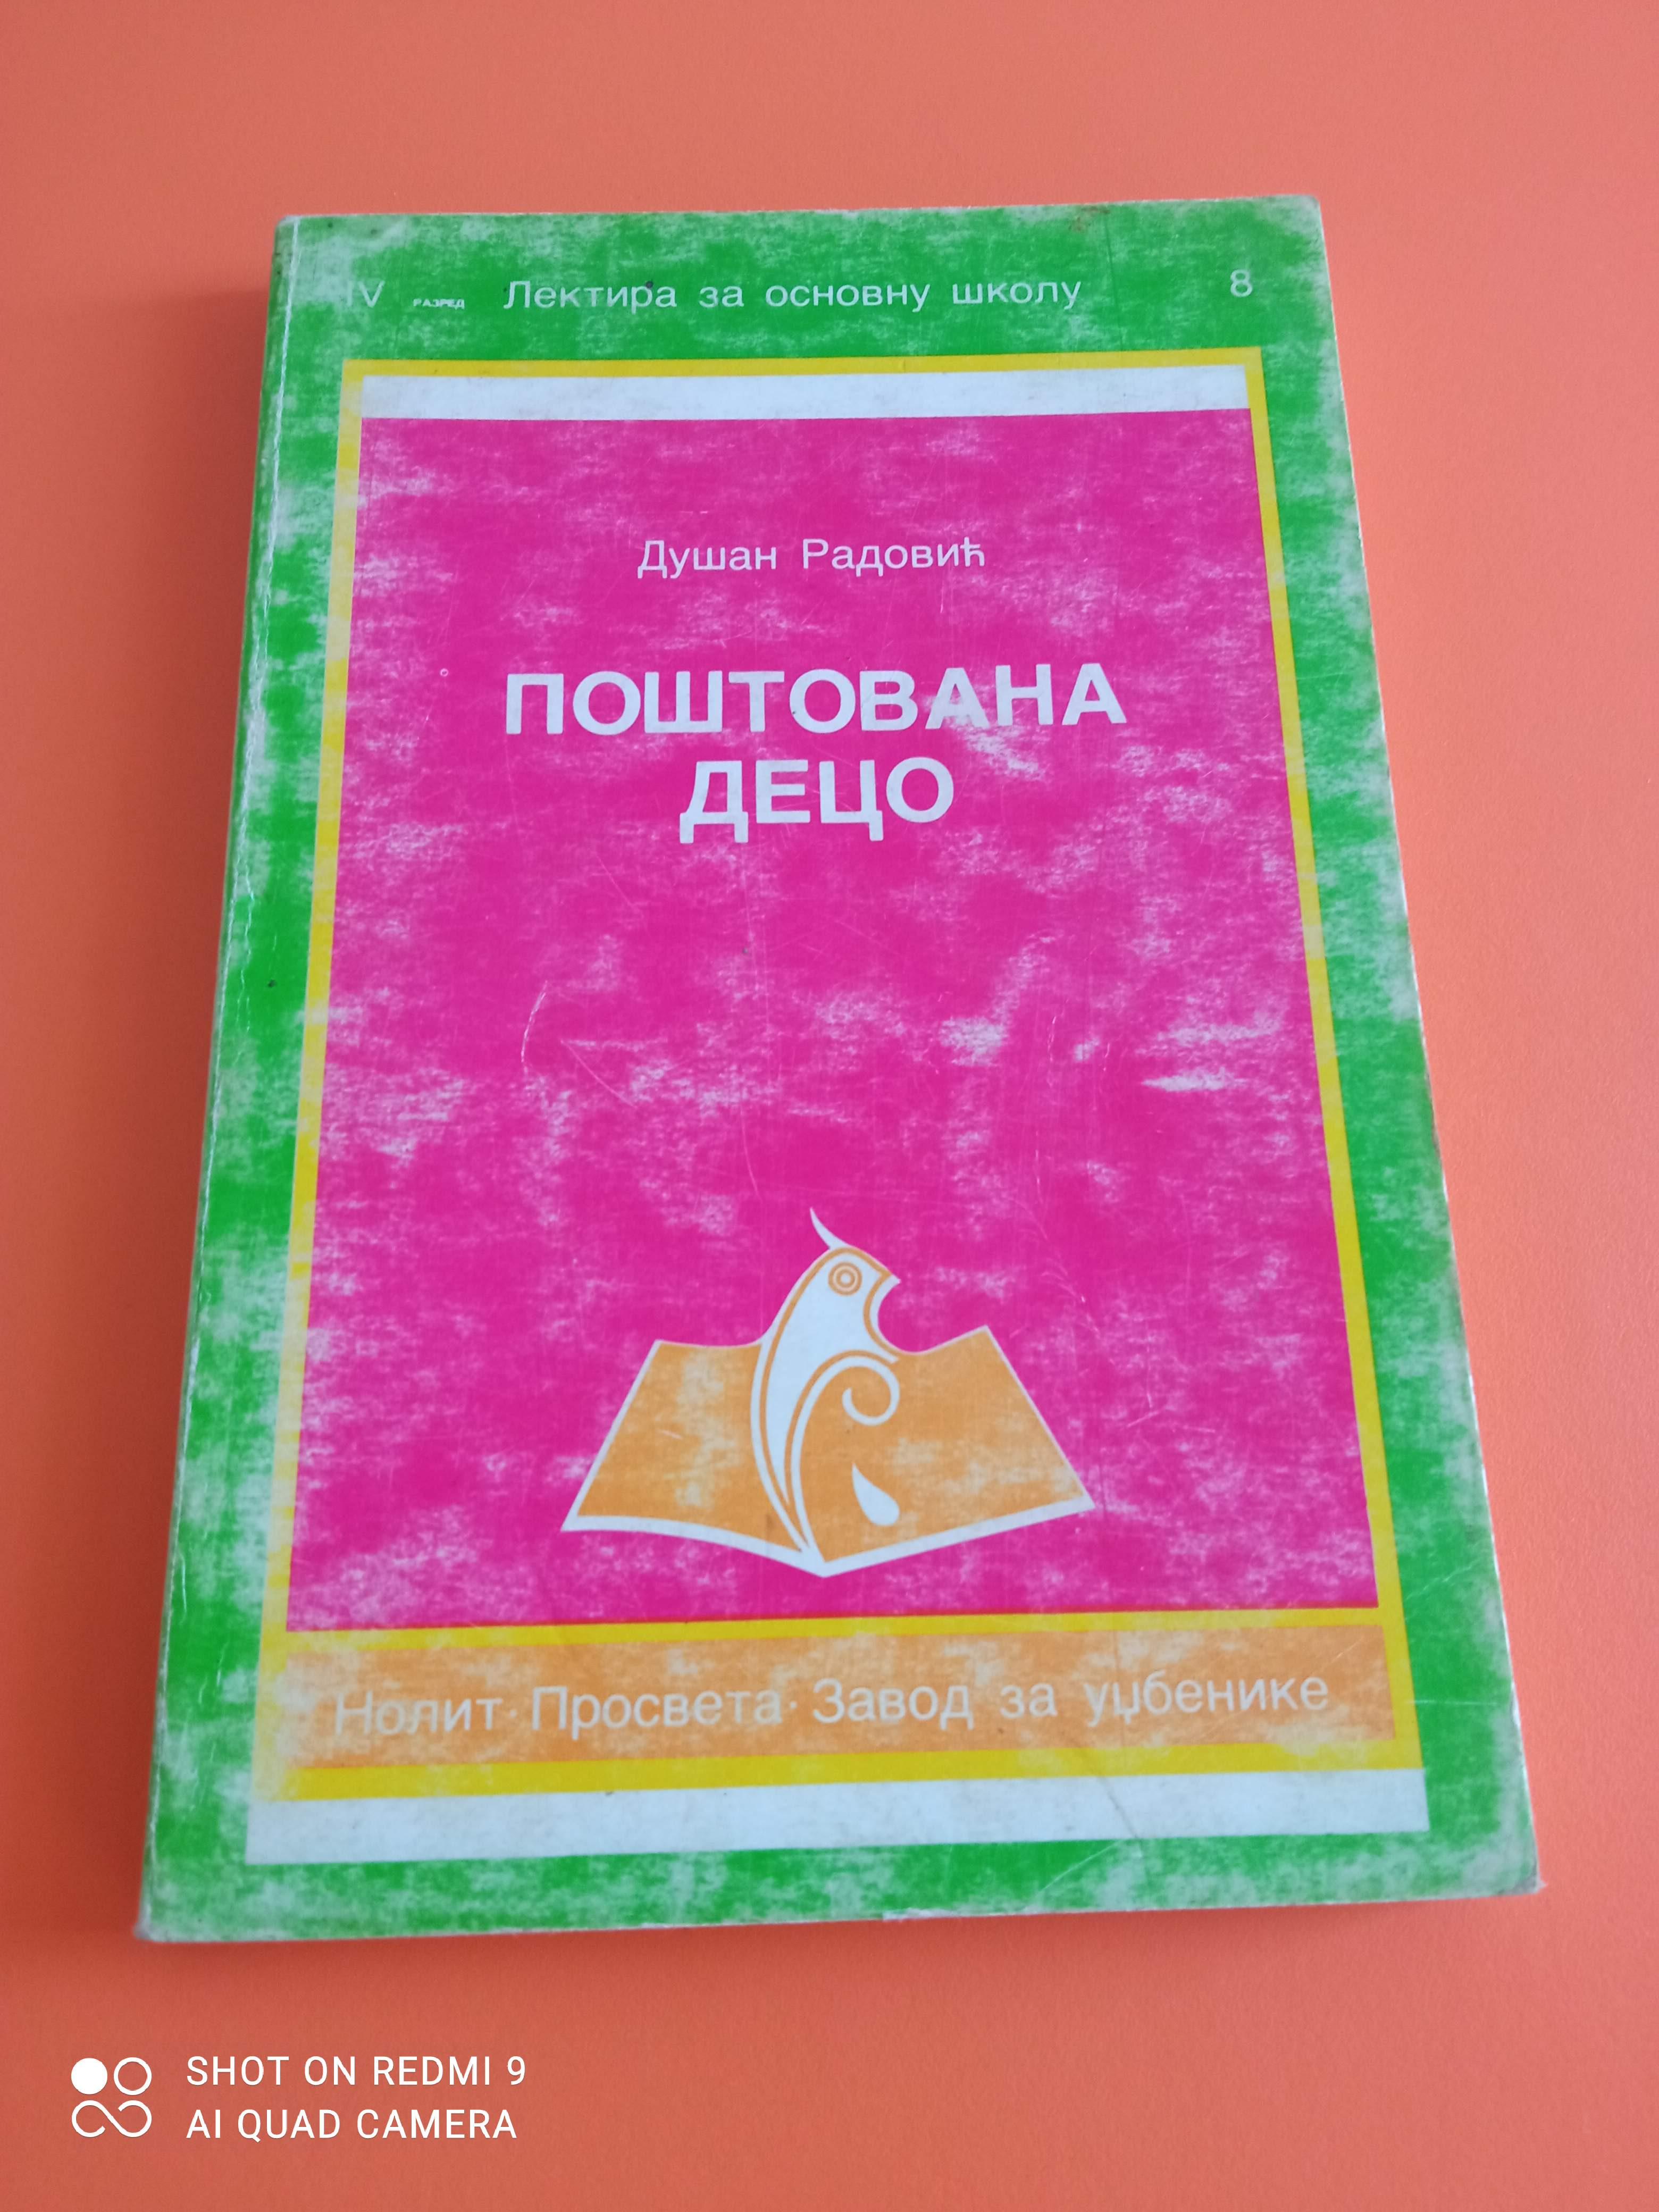 IV РАЗРЕД Лектира за основну школу 8
Душан Радовић
ПОШТОВАНА
ДЕЦО
Нолит · Просвета · Завод за уџбенике
SHOT ON REDMI 9
AI QUAD CAMERA